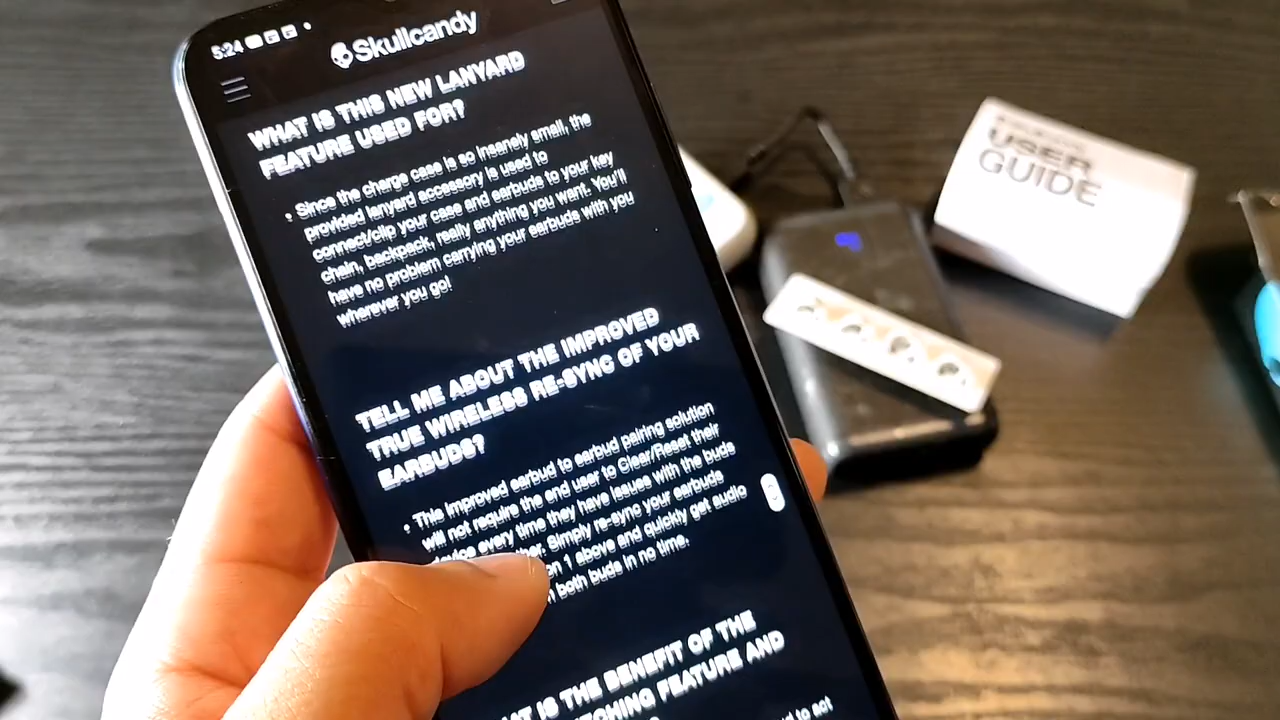 5:24
Skullcandy
WHAT IS THIS NEW LANYARD
FEATURE USED FOR?
• Since the charge case is so insanely small, the
provided lanyard accessory is used to
connect/clip your case and earbuds to your key
chain, backpack, really anything you want. You'll
have no problem carrying your earbuds with you
wherever you go!
TELL ME ABOUT THE IMPROVED
TRUE WIRELESS RE-SYNC OF YOUR
EARBUDS?
• This improved earbud to earbud pairing solution
will not require the end user to Clear/Reset their
device every time they have issues with the buds
Simply re-sync your earbuds
1 above and quickly get audio
both buds in no time.
IS THE BENEFIT OF THE
FEATURE AND
USER
GUIDE